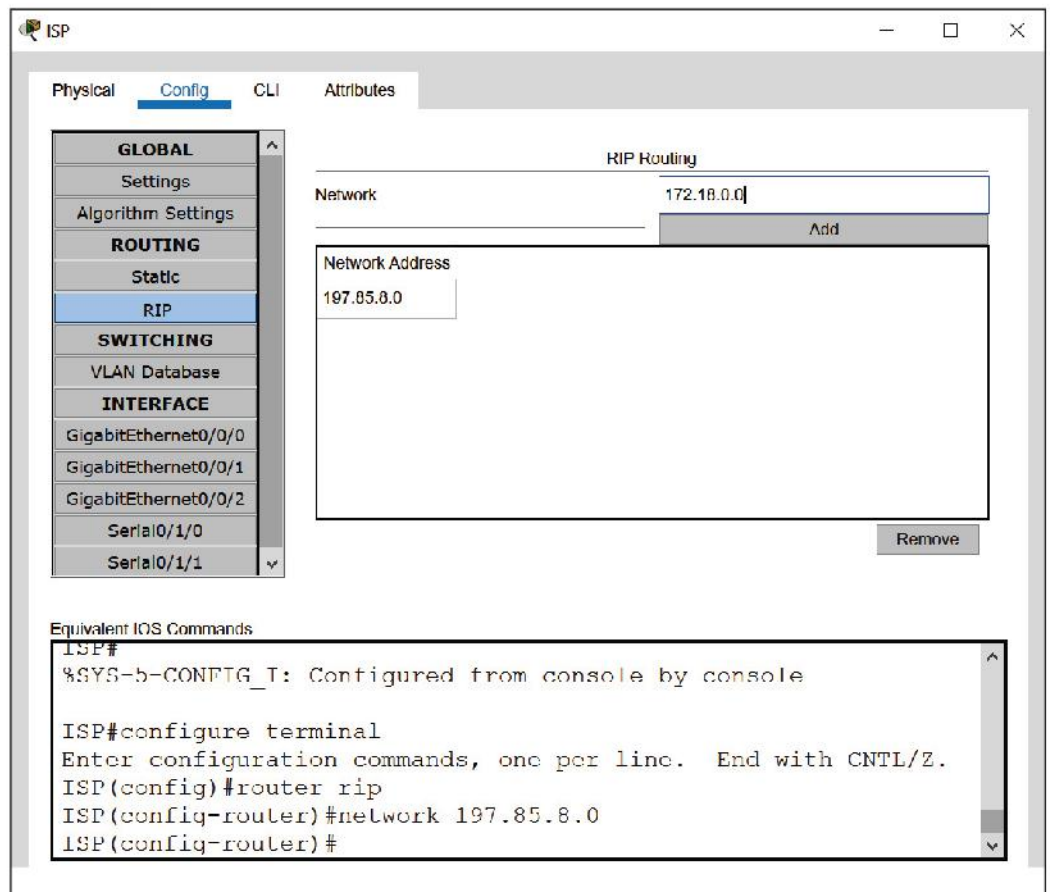 ISP
Physical Config CLI Attributes
GLOBAL
Settings
Algorithm Settings
ROUTING
Static
RIP
SWITCHING
VLAN Database
INTERFACE
GigabitEthernet0/0/0
GigabitEthernet0/0/1
GigabitEthernet0/0/2
Serial0/1/0
Serial0/1/1
RIP Routing
Network 172.18.0.0
Add
Network Address
197.85.8.0
Remove
Equivalent IOS Commands
ISP#
%SYS-5-CONFIG_I: Configured from console by console
ISP#configure terminal
Enter configuration commands, one per line. End with CNTL/Z.
ISP(config)#router rip
ISP(config-router)#network 197.85.8.0
ISP(config-router)#